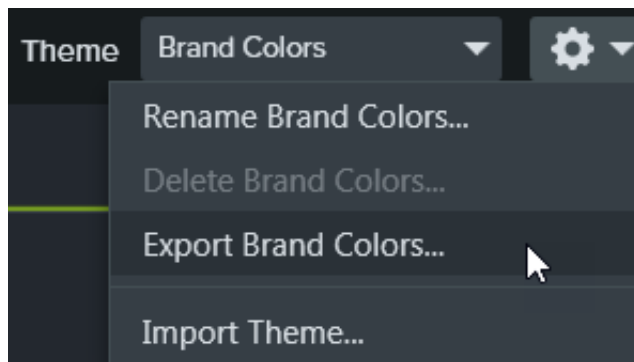 Theme Brand Colors
Rename Brand Colors...
Delete Brand Colors...
Export Brand Colors...
Import Theme...